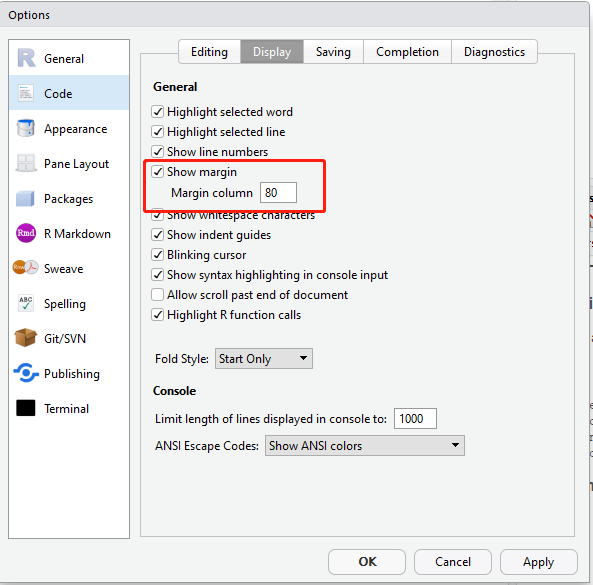 Options
General
Code
Appearance
Pane Layout
Packages
Rmd R Markdown
Rnw Sweave
ABC Spelling
Git/SVN
Publishing
Terminal
Editing Display Saving Completion Diagnostics
General
Highlight selected word
Highlight selected line
Show line numbers
Show margin
Margin column 80
Show whitespace characters
Show indent guides
Blinking cursor
Show syntax highlighting in console input
Allow scroll past end of document
Highlight R function calls
Fold Style: Start Only
Console
Limit length of lines displayed in console to: 1000
ANSI Escape Codes: Show ANSI colors
OK Cancel Apply